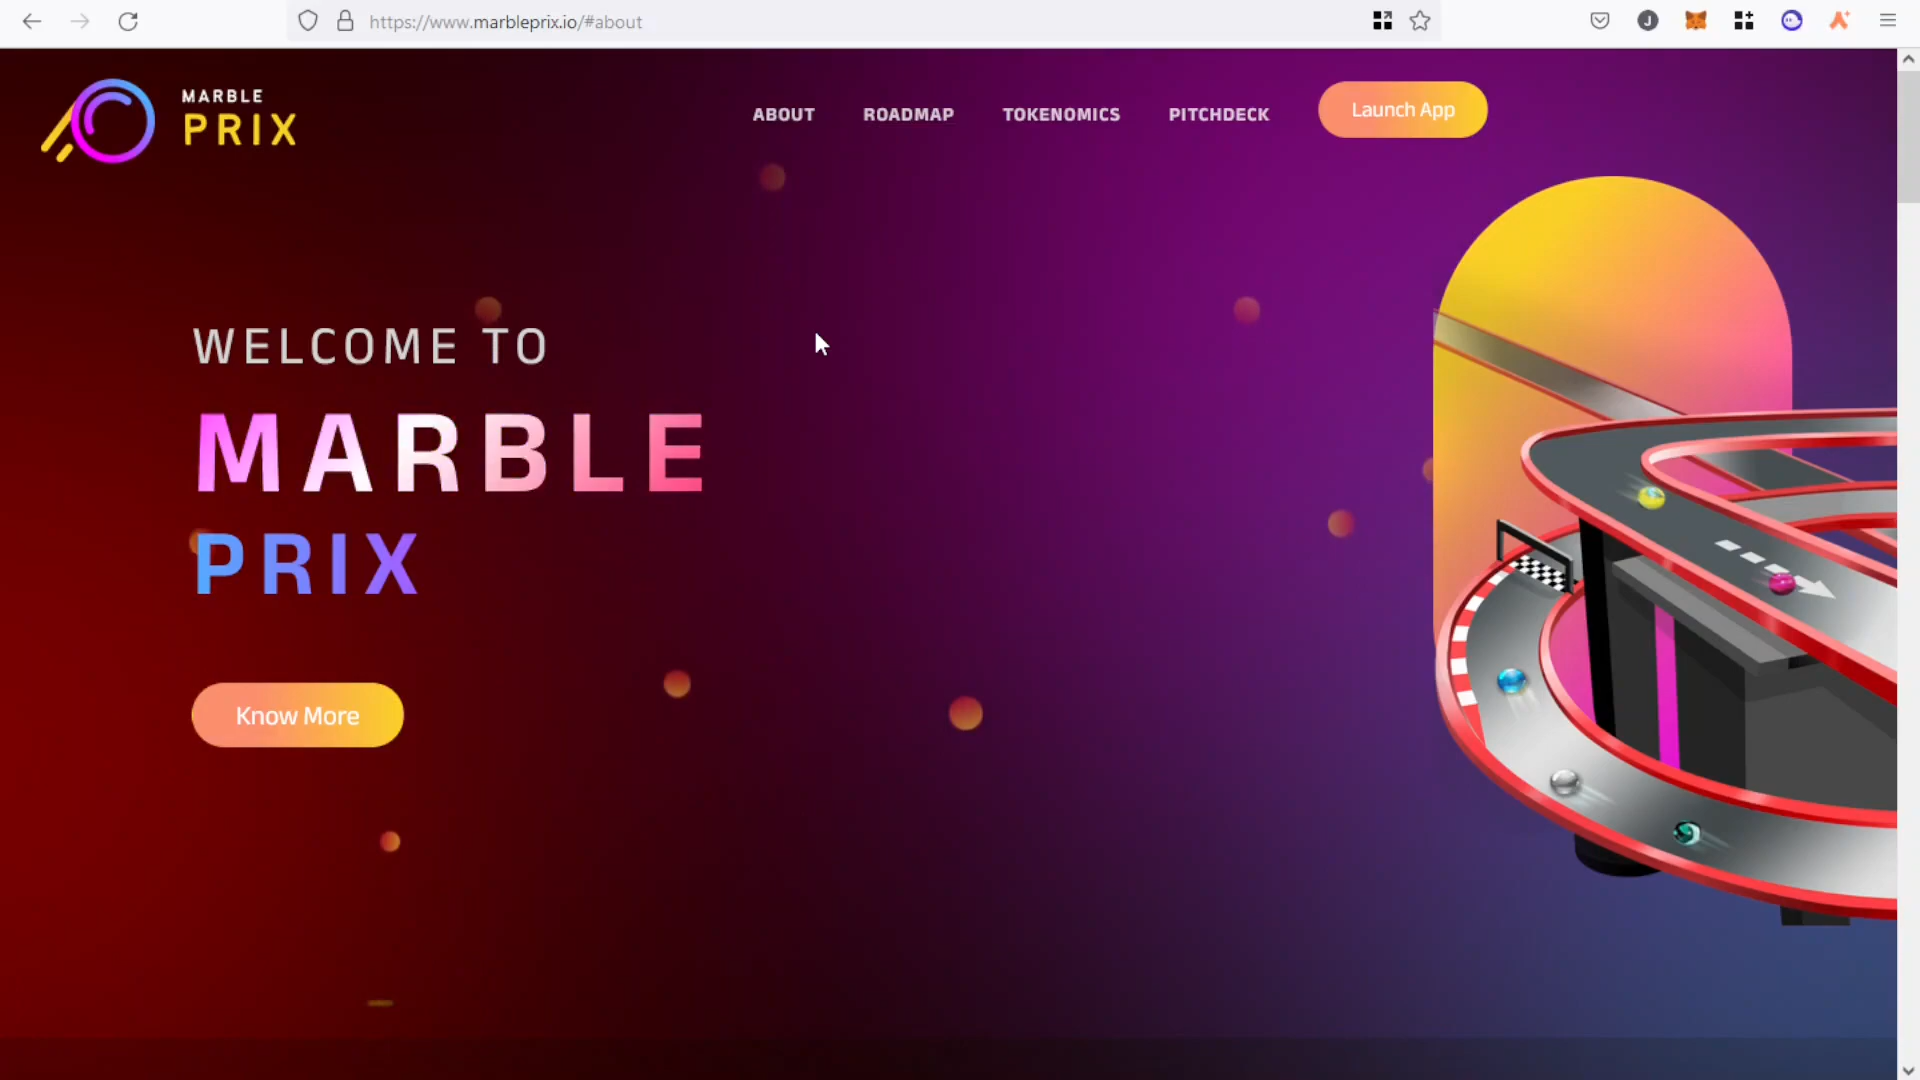 https://www.marbleprix.io/#about
J
MARBLE
PRIX
ABOUT
ROADMAP
TOKENOMICS
PITCHDECK
Launch App
WELCOME TO
MARBLE
PRIX
Know More